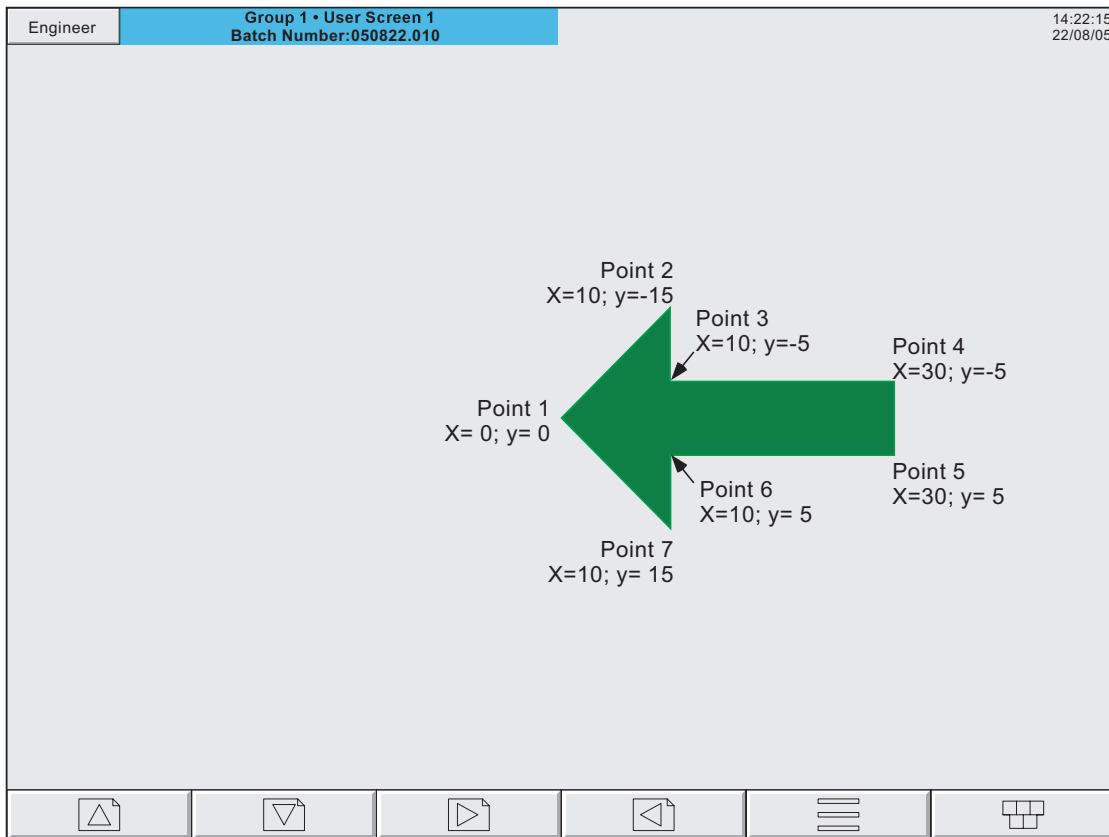 Engineer
Group 1 • User Screen 1
Batch Number:050822.010
14:22:15
22/08/05
Point 2
X=10; y=-15
Point 3
X=10; y=-5
Point 4
X=30; y=-5
Point 1
X= 0; y= 0
Point 5
X=30; y= 5
Point 6
X=10; y= 5
Point 7
X=10; y= 15